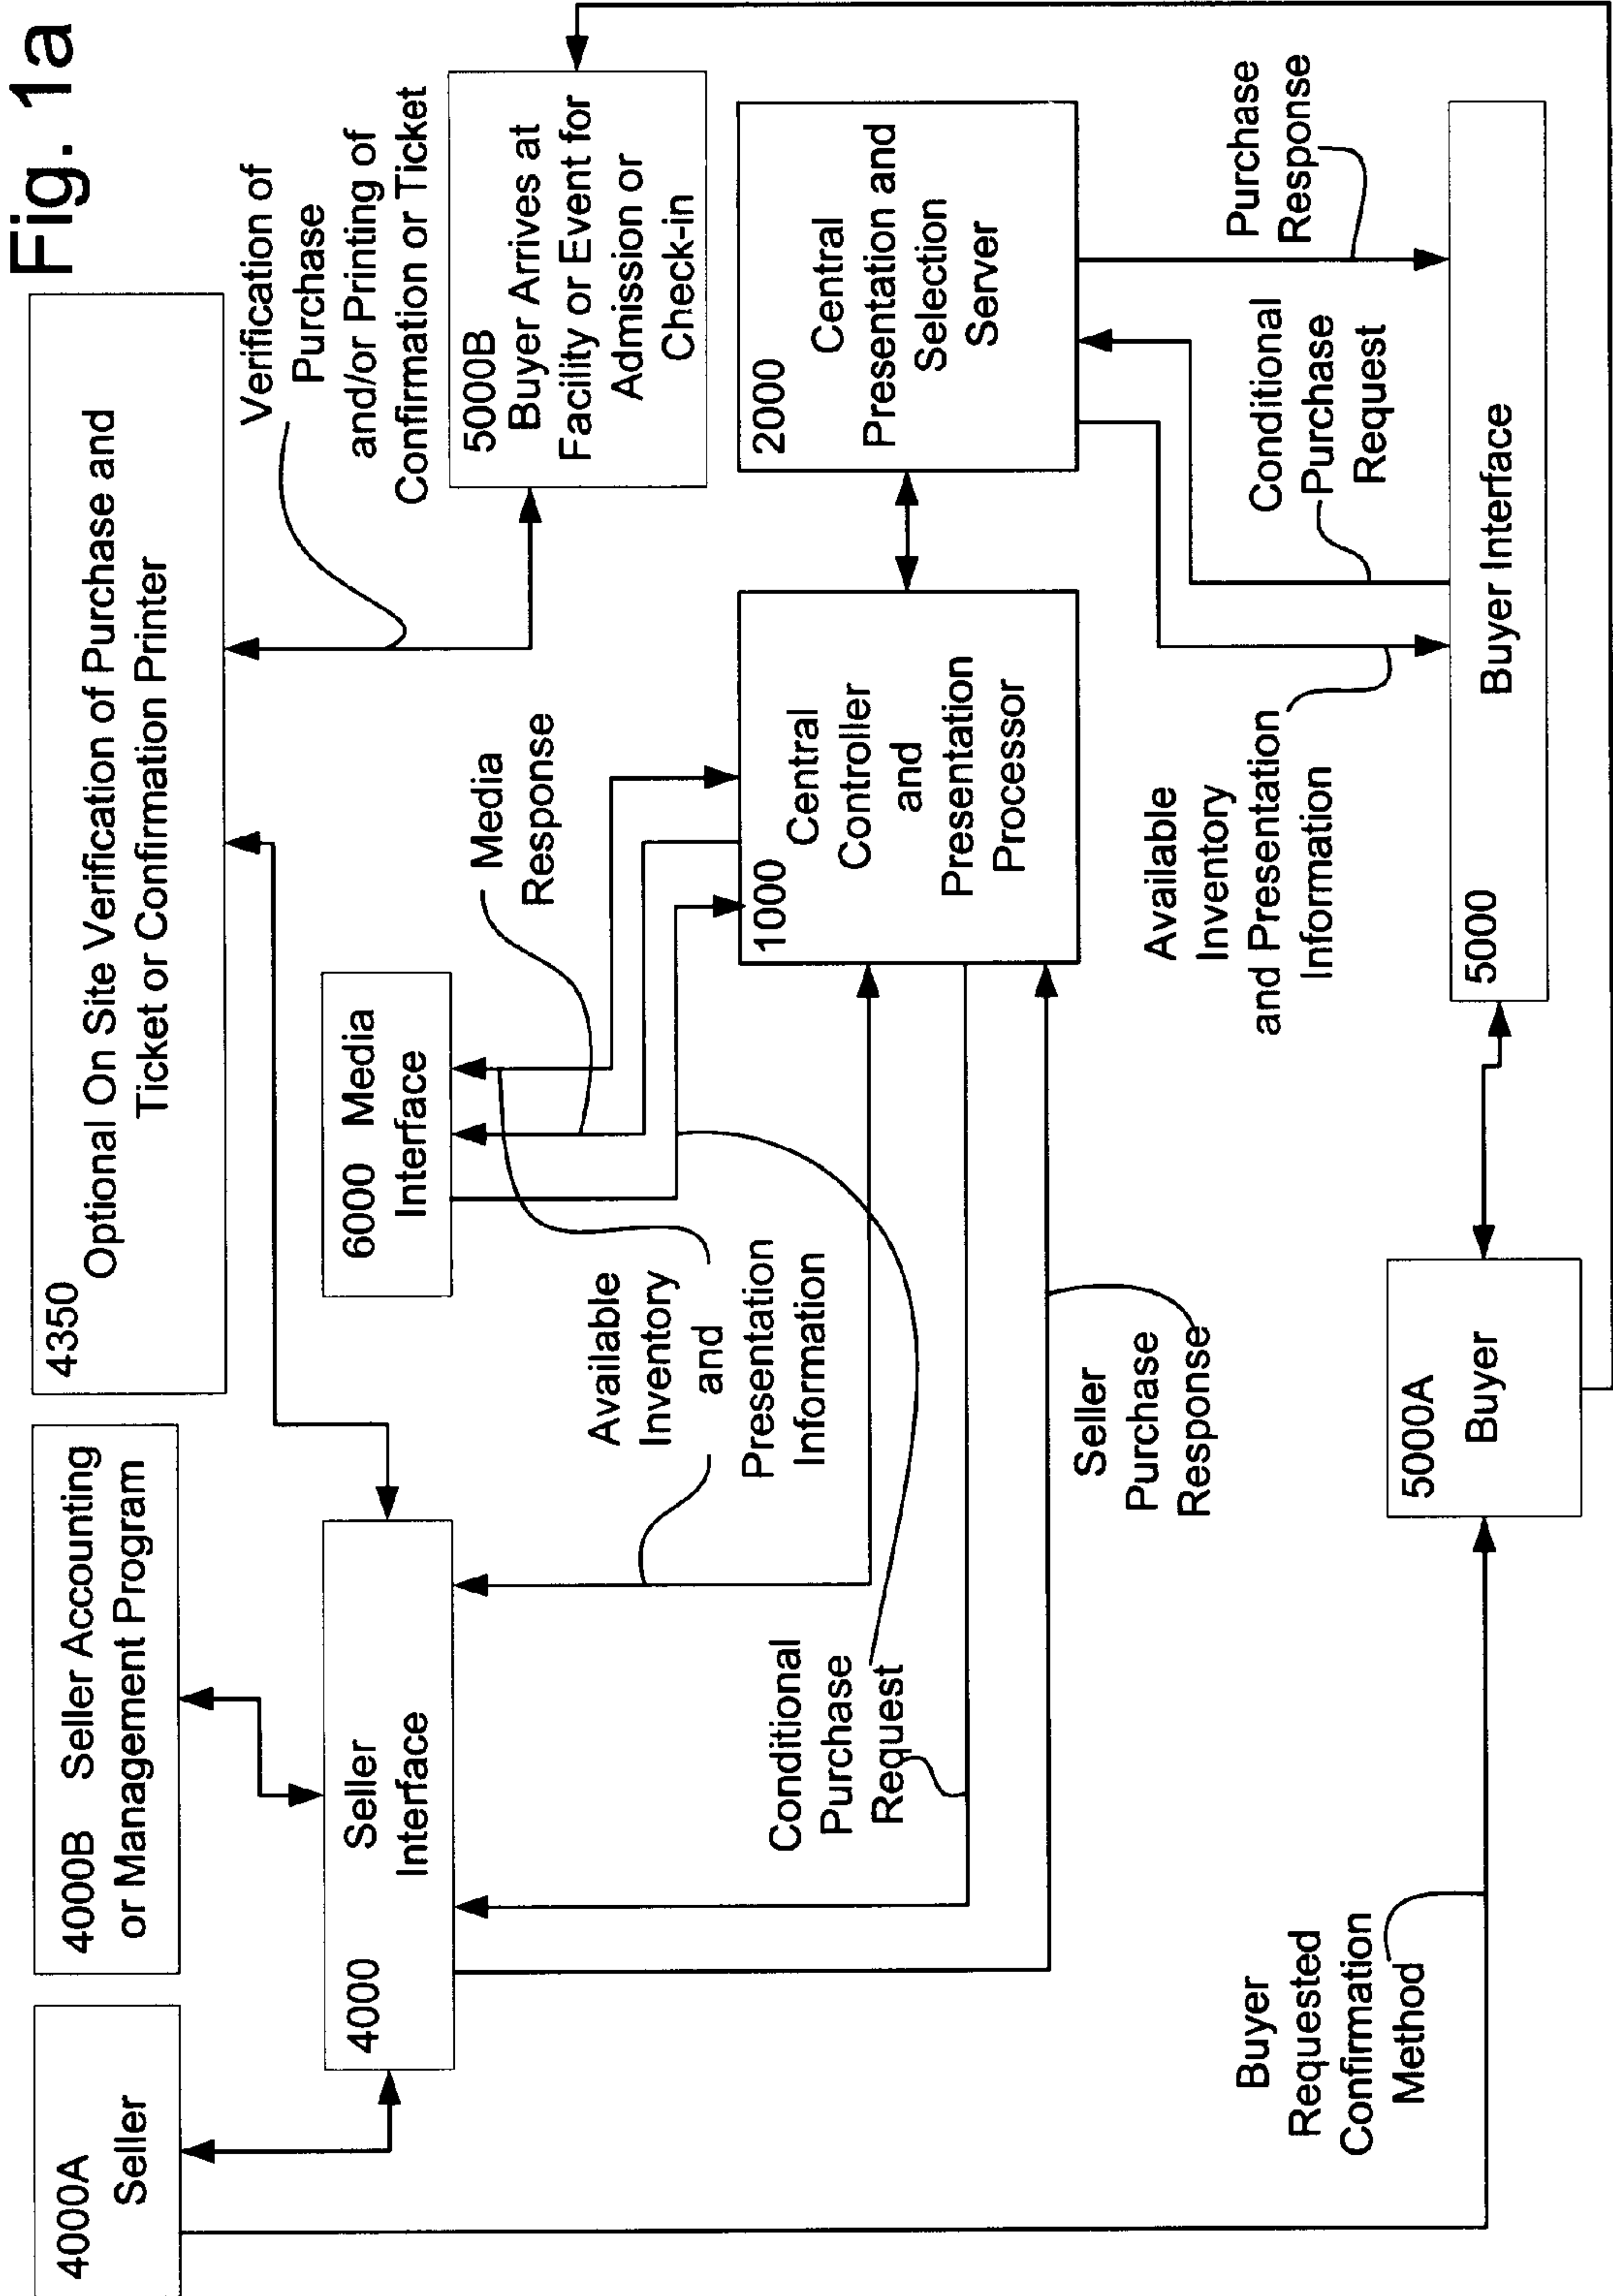 Fig. 1a
4000A
Seller
4000B Seller Accounting
or Management Program
4350
Optional On Site Verification of Purchase and
Ticket or Confirmation Printer
Verification of
Purchase
and/or Printing of
Confirmation or Ticket
4000
Seller
Interface
6000 Media
Interface
Media
Response
5000B
Buyer Arrives at
Facility or Event for
Admission or
Check-in
Available
Inventory
and
Presentation
Information
Conditional
Purchase
Request
1000
Central
Controller
and
Presentation
Processor
2000
Central
Presentation and
Selection
Server
Seller
Purchase
Response
Available
Inventory
and Presentation
Information
Conditional
Purchase
Request
Purchase
Response
Buyer
Requested
Confirmation
Method
5000A
Buyer
5000
Buyer Interface